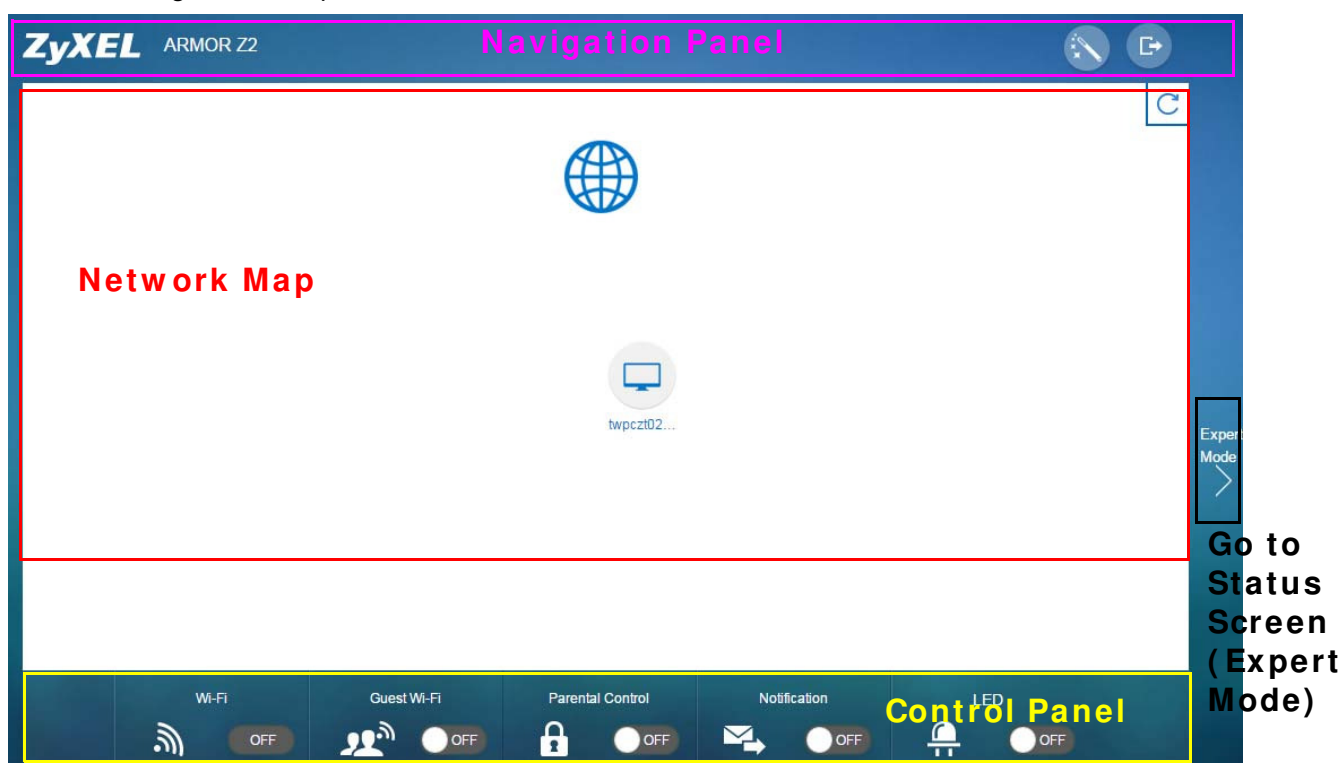 ZyXEL ARMOR Z2 Navigation Panel
Network Map
twpczt02...
Expert
Mode
Go to
Status
Screen
(Expert
Mode)
Wi-Fi Guest Wi-Fi Parental Control Notification LED
Control Panel
OFF OFF OFF OFF OFF